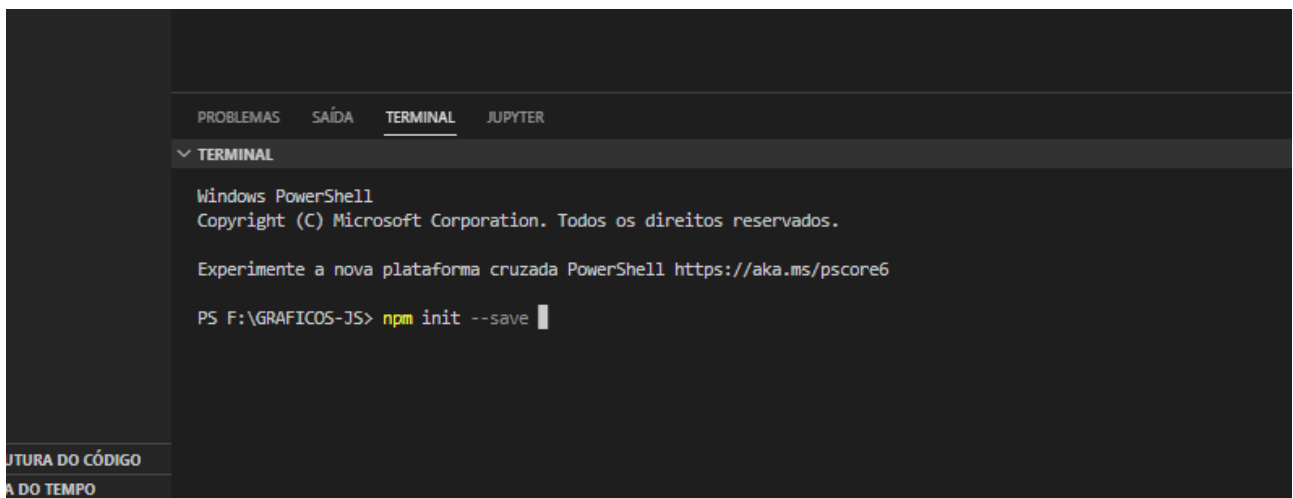 PROBLEMAS SAÍDA TERMINAL JUPYTER
TERMINAL
Windows PowerShell
Copyright (C) Microsoft Corporation. Todos os direitos reservados.
Experimente a nova plataforma cruzada PowerShell https://aka.ms/pscore6
PS F:\GRAFICOS-JS> npm init --save
UTURA DO CÓDIGO
A DO TEMPO